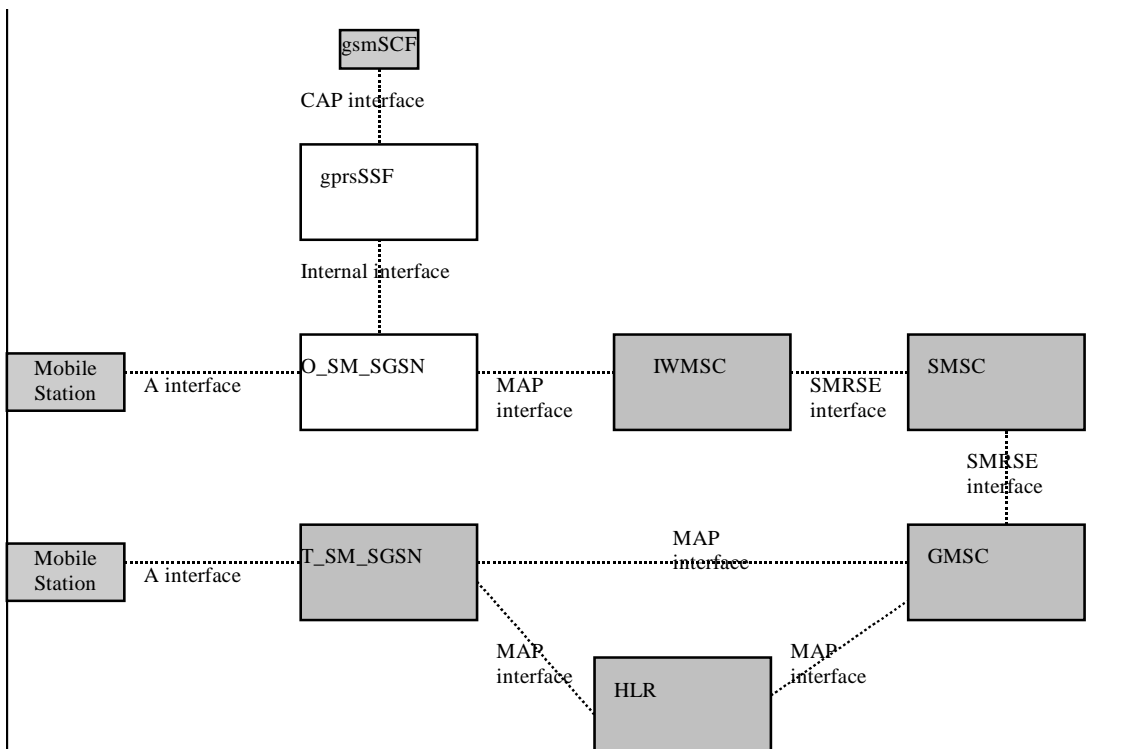 gsmSCF
CAP interface
gprsSSF
Internal interface
Mobile
Station
A interface
O_SM_SGSN
MAP
interface
IWMSC
SMRSE
interface
SMSC
SMRSE
interface
Mobile
Station
A interface
T_SM_SGSN
MAP
interface
GMSC
MAP
interface
HLR
MAP
interface